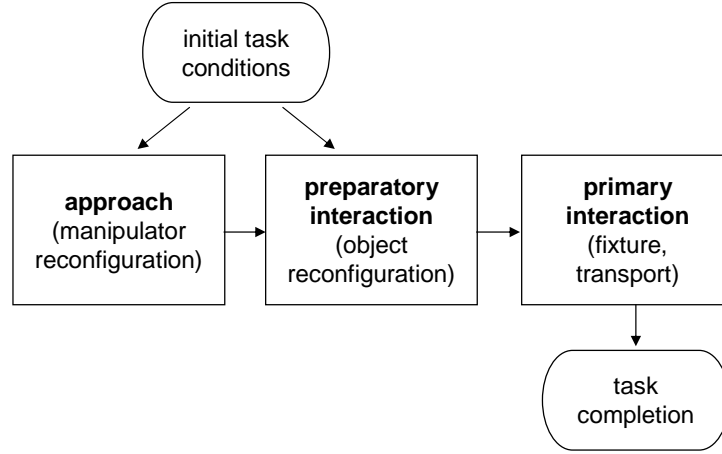 initial task
conditions
approach
(manipulator
reconfiguration)
preparatory
interaction
(object
reconfiguration)
primary
interaction
(fixture,
transport)
task
completion